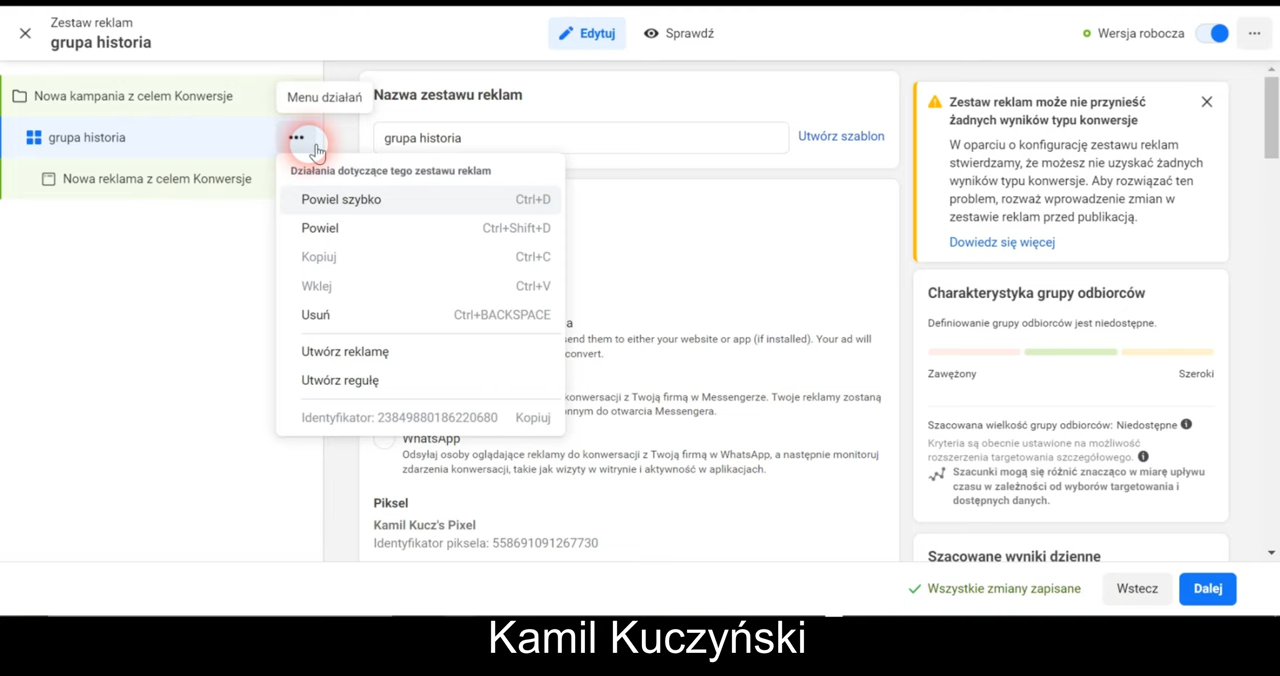 Zestaw reklam
grupa historia
Edytuj
Sprawdź
Wersja robocza
Nowa kampania z celem Konwersje
grupa historia
Nowa reklama z celem Konwersje
Menu działań
Działania dotyczące tego zestawu reklam
Powiel szybko Ctrl+D
Powiel Ctrl+Shift+D
Kopiuj Ctrl+C
Wklej Ctrl+V
Usuń Ctrl+BACKSPACE
Utwórz reklamę
Utwórz regułę
Identyfikator: 23849880186220680 Kopiuj
Nazwa zestawu reklam
grupa historia
Utwórz szablon
a
send them to either your website or app (if installed). Your ad will
convert.
konwersacji z Twoją firmą w Messengerze. Twoje reklamy zostaną
do otwarcia Messengera.
WhatsApp
Odsyłaj osoby oglądające reklamy do konwersacji z Twoją firmą w WhatsApp, a następnie monitoruj
zdarzenia konwersacji, takie jak wizyty w witrynie i aktywność w aplikacjach.
Piksel
Kamil Kucz's Pixel
Identyfikator piksela: 558691091267730
Zestaw reklam może nie przynieść
żadnych wyników typu konwersje
W oparciu o konfigurację zestawu reklam
stwierdzamy, że możesz nie uzyskać żadnych
wyników typu konwersje. Aby rozwiązać ten
problem, rozważ wprowadzenie zmian w
zestawie reklam przed publikacją.
Dowiedz się więcej
Charakterystyka grupy odbiorców
Definiowanie grupy odbiorców jest niedostępne.
Zawężony Szeroki
Szacowana wielkość grupy odbiorców: Niedostępne
Kryteria są obecnie ustawione na możliwość
rozszerzenia targetowania szczegółowego.
Szacunki mogą się różnić znacząco w miarę upływu
czasu w zależności od wyborów targetowania i
dostępnych danych.
Szacowane wyniki dzienne
Wszystkie zmiany zapisane
Wstecz
Dalej
Kamil Kuczyński